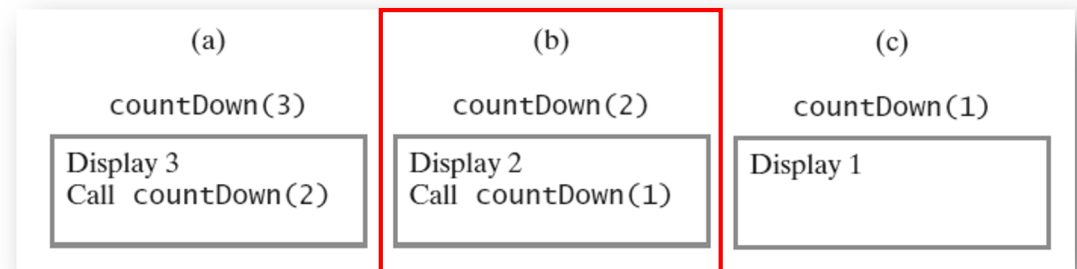 (a)
countDown(3)
Display 3
Call countDown(2)
(b)
countDown(2)
Display 2
Call countDown(1)
(c)
countDown(1)
Display 1